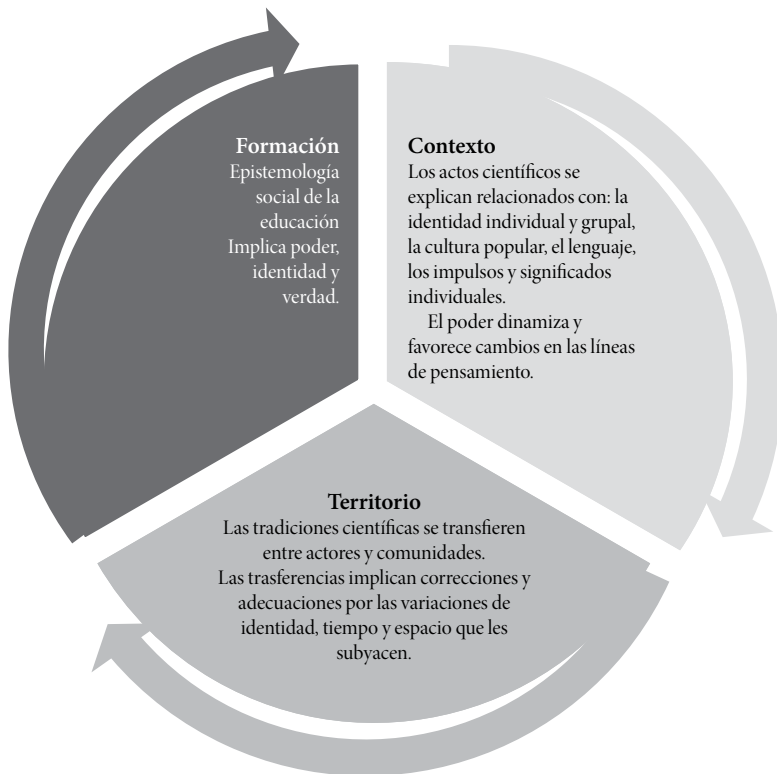 Formación
Epistemología
social de la
educación
Implica poder,
identidad y
verdad.
Contexto
Los actos científicos se
explican relacionados con: la
identidad individual y grupal,
la cultura popular, el lenguaje,
los impulsos y significados
individuales.
El poder dinamiza y
favorece cambios en las líneas
de pensamiento.
Territorio
Las tradiciones científicas se transfieren
entre actores y comunidades.
Las trasferencias implican correcciones y
adecuaciones por las variaciones de
identidad, tiempo y espacio que les
subyacen.